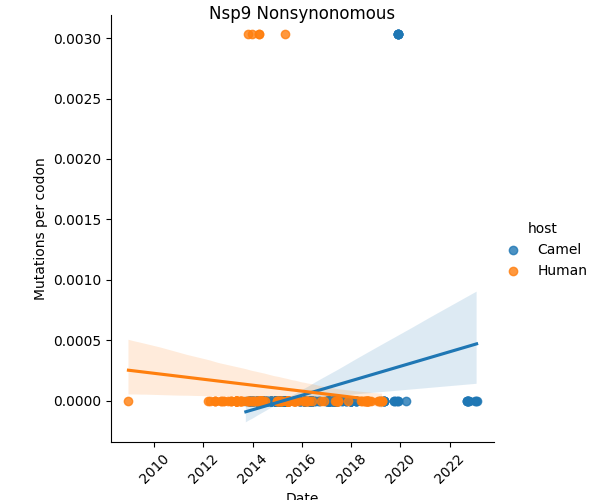 Nsp9 Nonsynonomous
0.0030
0.0025
0.0020
0.0015
0.0010
0.0005
0.0000
Mutations per codon
host
Camel
Human
2010
2012
2014
2016
2018
2020
2022
Date